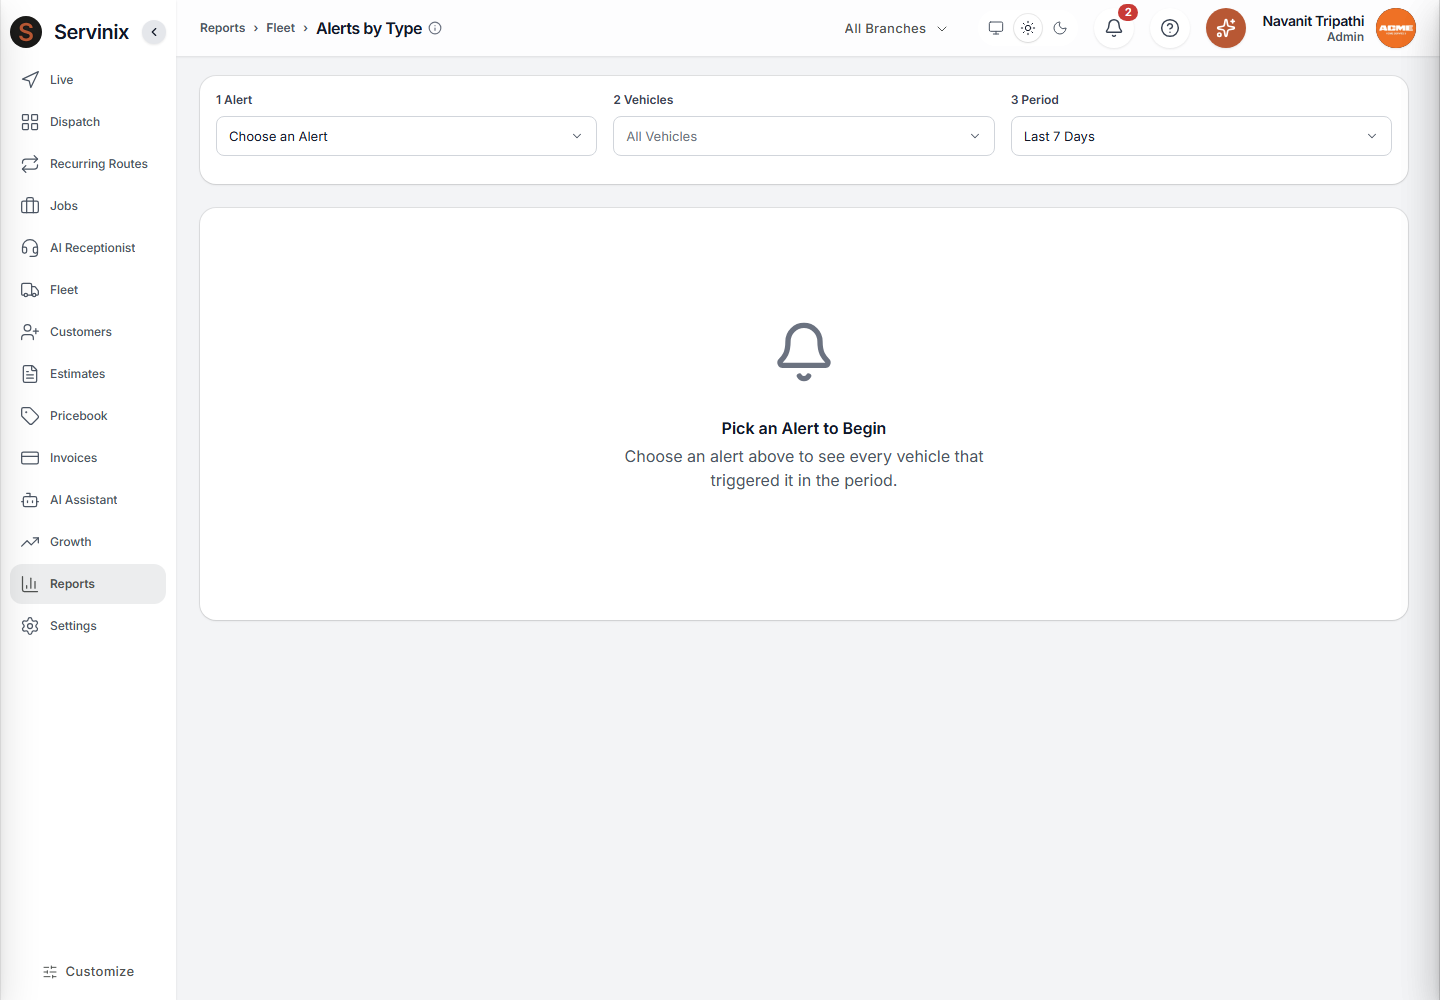 S Servinix
Live
Dispatch
Recurring Routes
Jobs
AI Receptionist
Fleet
Customers
Estimates
Pricebook
Invoices
AI Assistant
Growth
Reports
Settings
Customize
Reports › Fleet › Alerts by Type
All Branches
2
Navanit Tripathi
Admin
ACME
1 Alert
Choose an Alert
2 Vehicles
All Vehicles
3 Period
Last 7 Days
Pick an Alert to Begin
Choose an alert above to see every vehicle that
triggered it in the period.